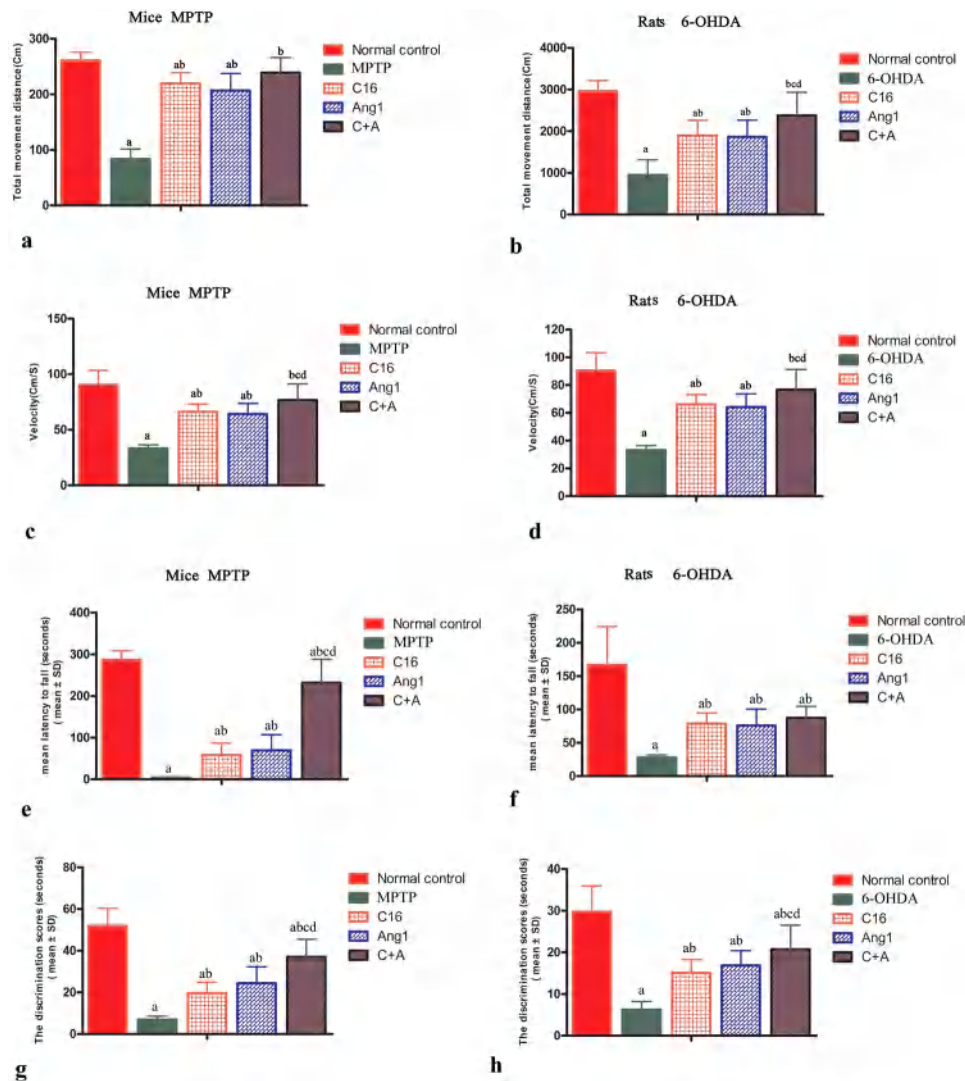 Mice MPTP
Total movement distance(Cm)
300
200
100
0
a
ab
ab
b
Normal control
MPTP
C16
Ang1
C+A
a
Rats 6-OHDA
Total movement distance(Cm)
4000
3000
2000
1000
0
a
ab
ab
bcd
Normal control
6-OHDA
C16
Ang1
C+A
b
Mice MPTP
Velocity(Cm/S)
150
100
50
0
a
ab
ab
bcd
Normal control
MPTP
C16
Ang1
C+A
c
Rats 6-OHDA
Velocity(Cm/S)
120
100
80
60
40
20
0
a
ab
ab
bcd
Normal control
6-OHDA
C16
Ang1
C+A
d
Mice MPTP
mean latency to fall (seconds)
( mean ± SD)
400
300
200
100
0
a
ab
ab
abcd
Normal control
MPTP
C16
Ang1
C+A
e
Rats 6-OHDA
mean latency to fall (seconds)
( mean ± SD)
250
200
150
100
50
0
a
ab
ab
ab
Normal control
6-OHDA
C16
Ang1
C+A
f
The discrimination scores (seconds)
( mean ± SD)
80
60
40
20
0
a
ab
ab
abcd
Normal control
MPTP
C16
Ang1
C+A
g
The discrimination scores (seconds)
( mean ± SD)
40
30
20
10
0
a
ab
ab
abcd
Normal control
6-OHDA
C16
Ang1
C+A
h